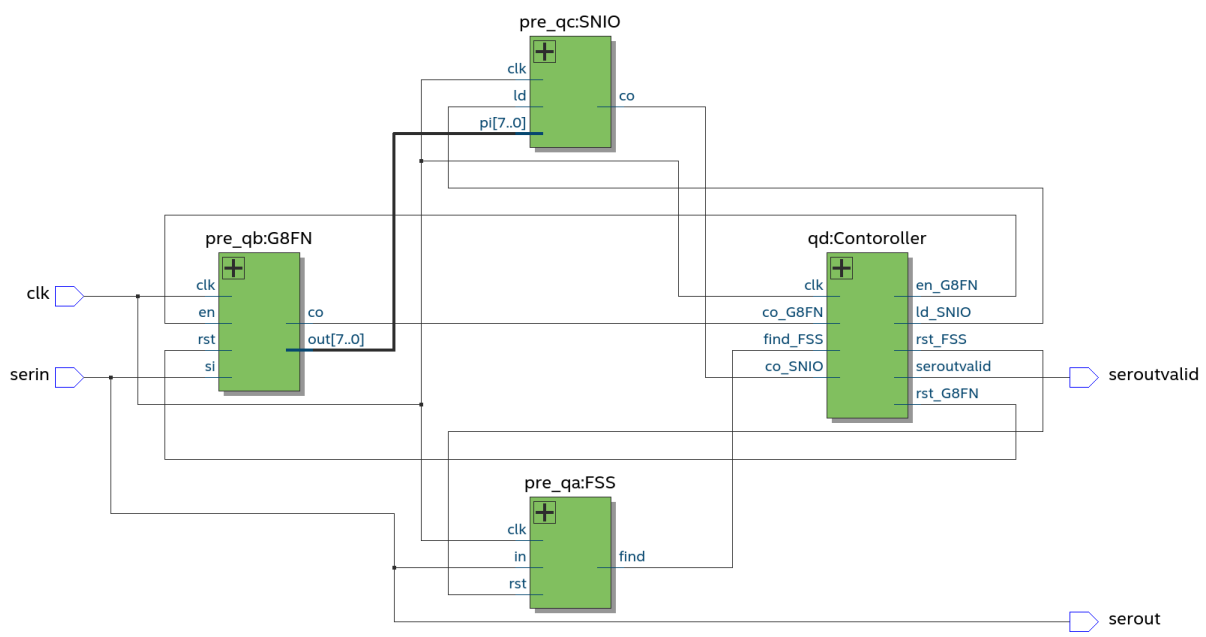 pre_qc:SNIO
clk
ld
pi[7..0]
co
pre_qb:G8FN
clk
en
rst
si
co
out[7..0]
qd:Contoroller
clk
co_G8FN
find_FSS
co_SNIO
en_G8FN
ld_SNIO
rst_FSS
seroutvalid
rst_G8FN
clk
serin
seroutvalid
pre_qa:FSS
clk
in
rst
find
serout